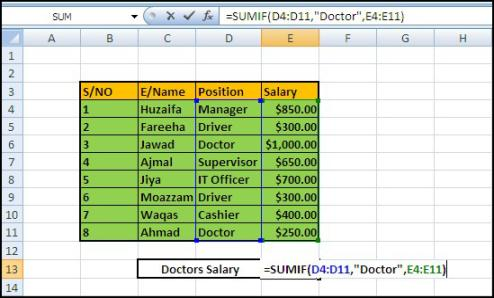 SUM =SUMIF(D4:D11,"Doctor",E4:E11)
A B C D E F G H
1
2
3 S/NO E/Name Position Salary
4 1 Huzaifa Manager $850.00
5 2 Fareeha Driver $300.00
6 3 Jawad Doctor $1,000.00
7 4 Ajmal Supervisor $650.00
8 5 Jiya IT Officer $700.00
9 6 Moazzam Driver $300.00
10 7 Waqas Cashier $400.00
11 8 Ahmad Doctor $250.00
12
13 Doctors Salary =SUMIF(D4:D11,"Doctor",E4:E11)
14